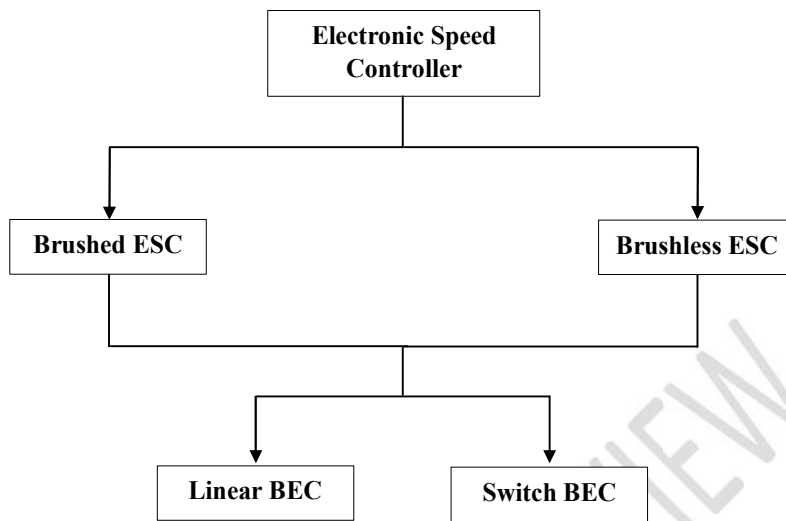 Electronic Speed
Controller
Brushed ESC
Brushless ESC
Linear BEC
Switch BEC